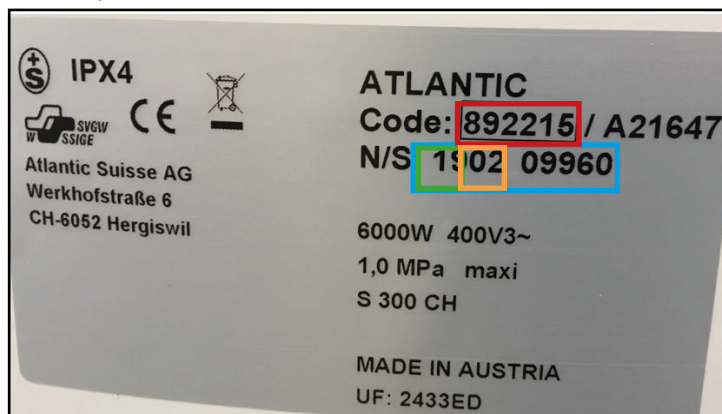 S
IPX4
SVGW
W SSIGE
CE
Atlantic Suisse AG
Werkhofstraße 6
CH-6052 Hergiswil
ATLANTIC
Code: 892215 / A21647
N/S 1902 09960
6000W 400V3~
1,0 MPa maxi
S 300 CH
MADE IN AUSTRIA
UF: 2433ED